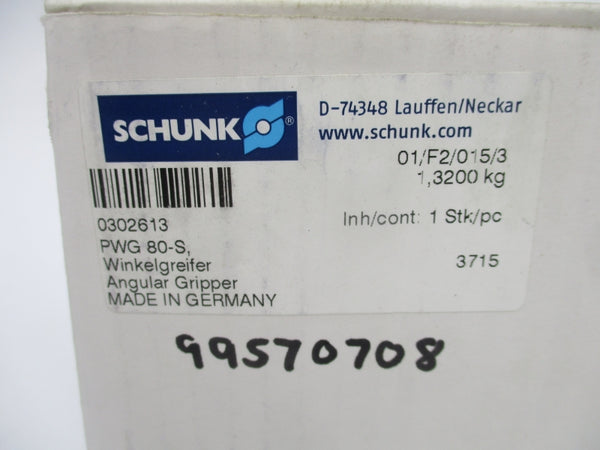 SCHUNK ®
D-74348 Lauffen/Neckar
www.schunk.com
01/F2/015/3
1,3200 kg
0302613
Inh/cont: 1 Stk/pc
PWG 80-S,
Winkelgreifer
3715
Angular Gripper
MADE IN GERMANY
99570708